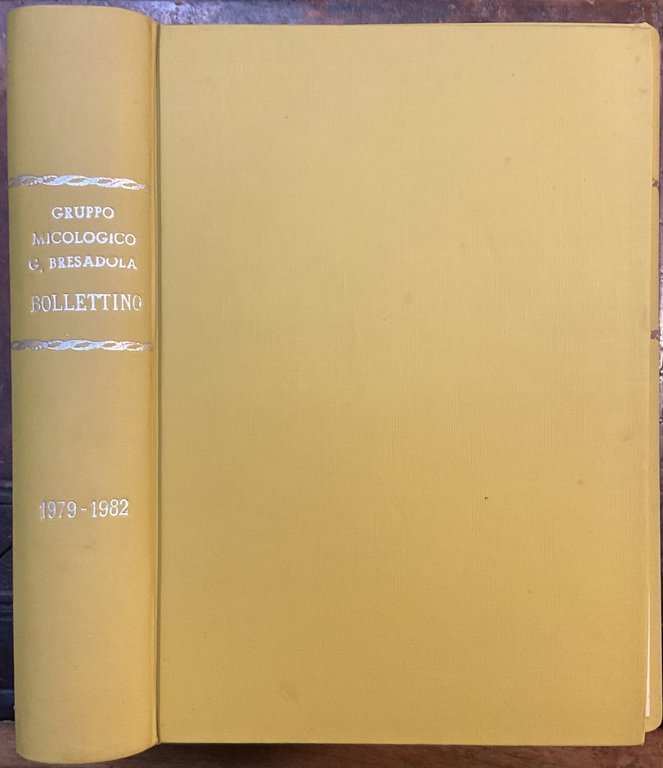 GRUPPO
MICOLOGICO
G. BRESADOLA
BOLLETTINO
1979-1982